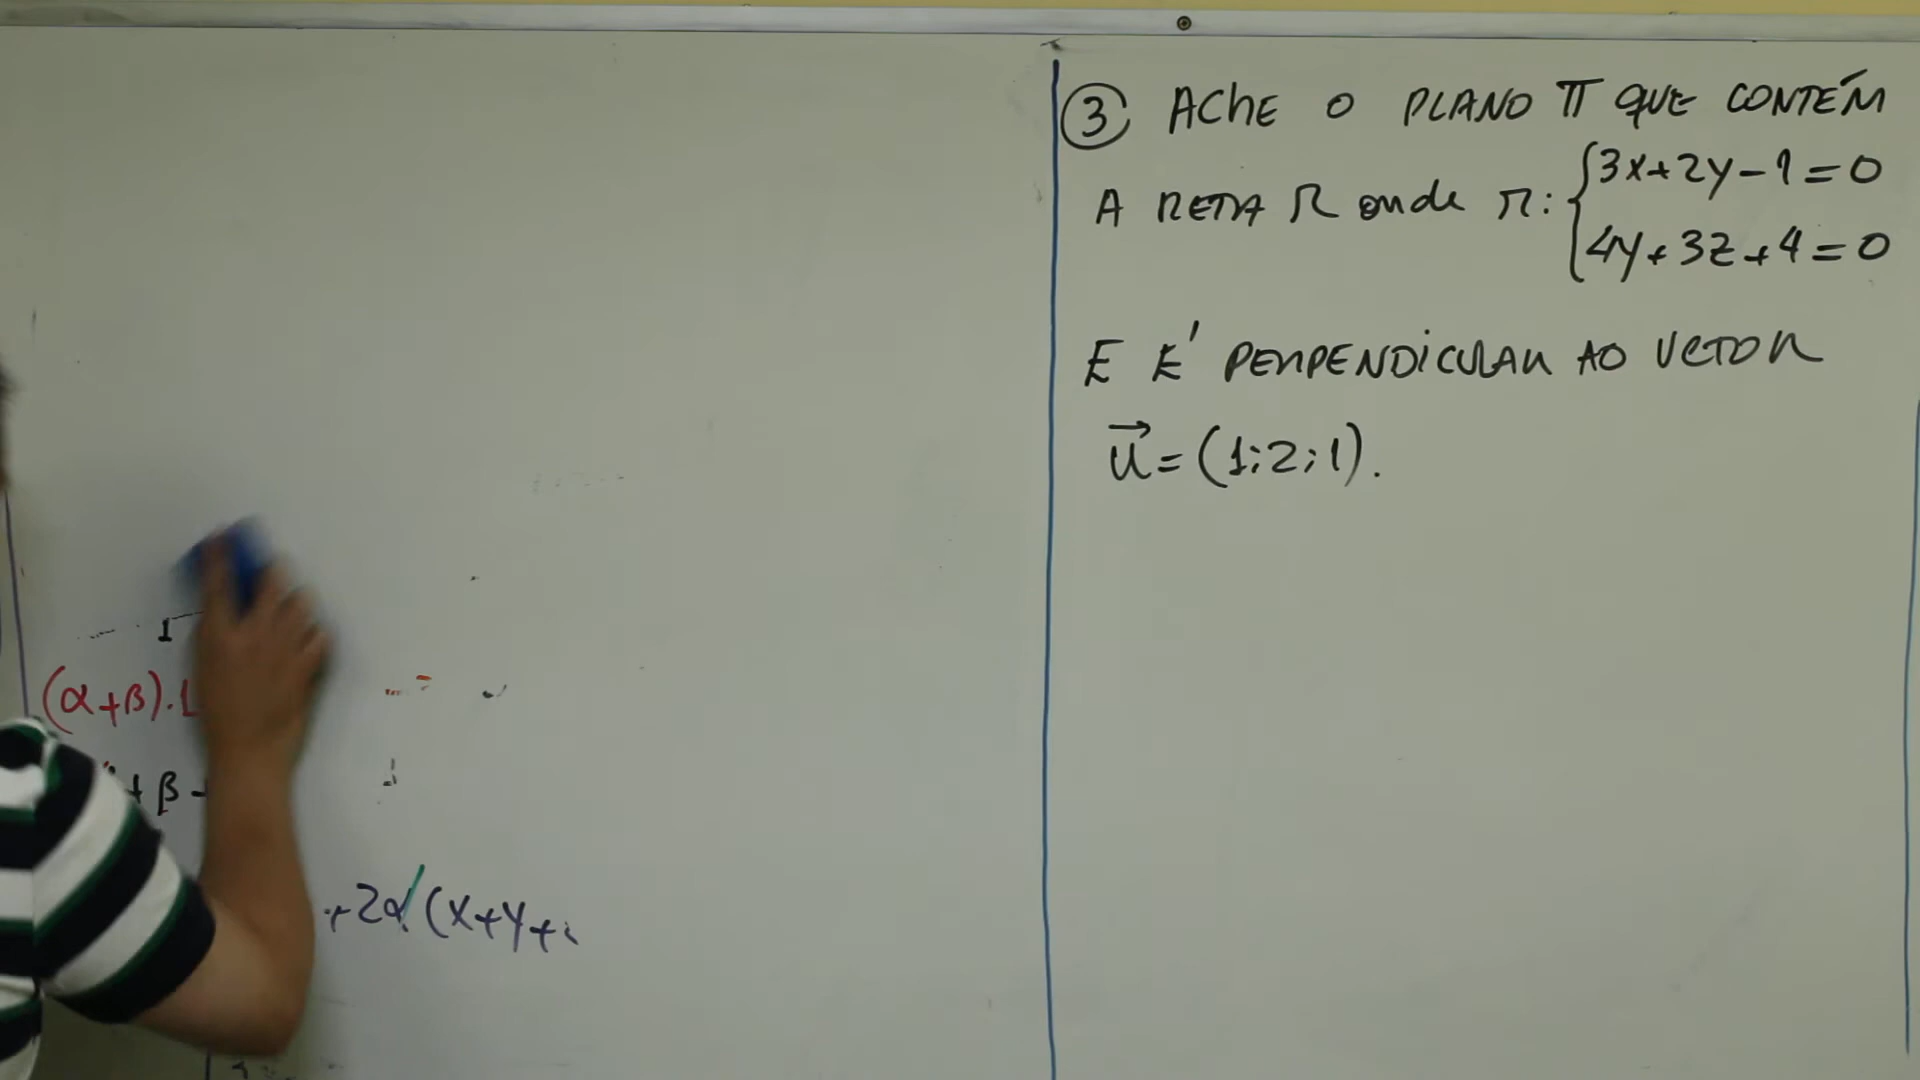 (α+β).1
+ β -
+2α (x+y+
③ ACHE O PLANO π QUE CONTÉM
A RETA r onde r: {3x+2y-1=0
4y+3z+4=0
E É PERPENDICULAR AO VETOR
u⃗=(1;2;1).